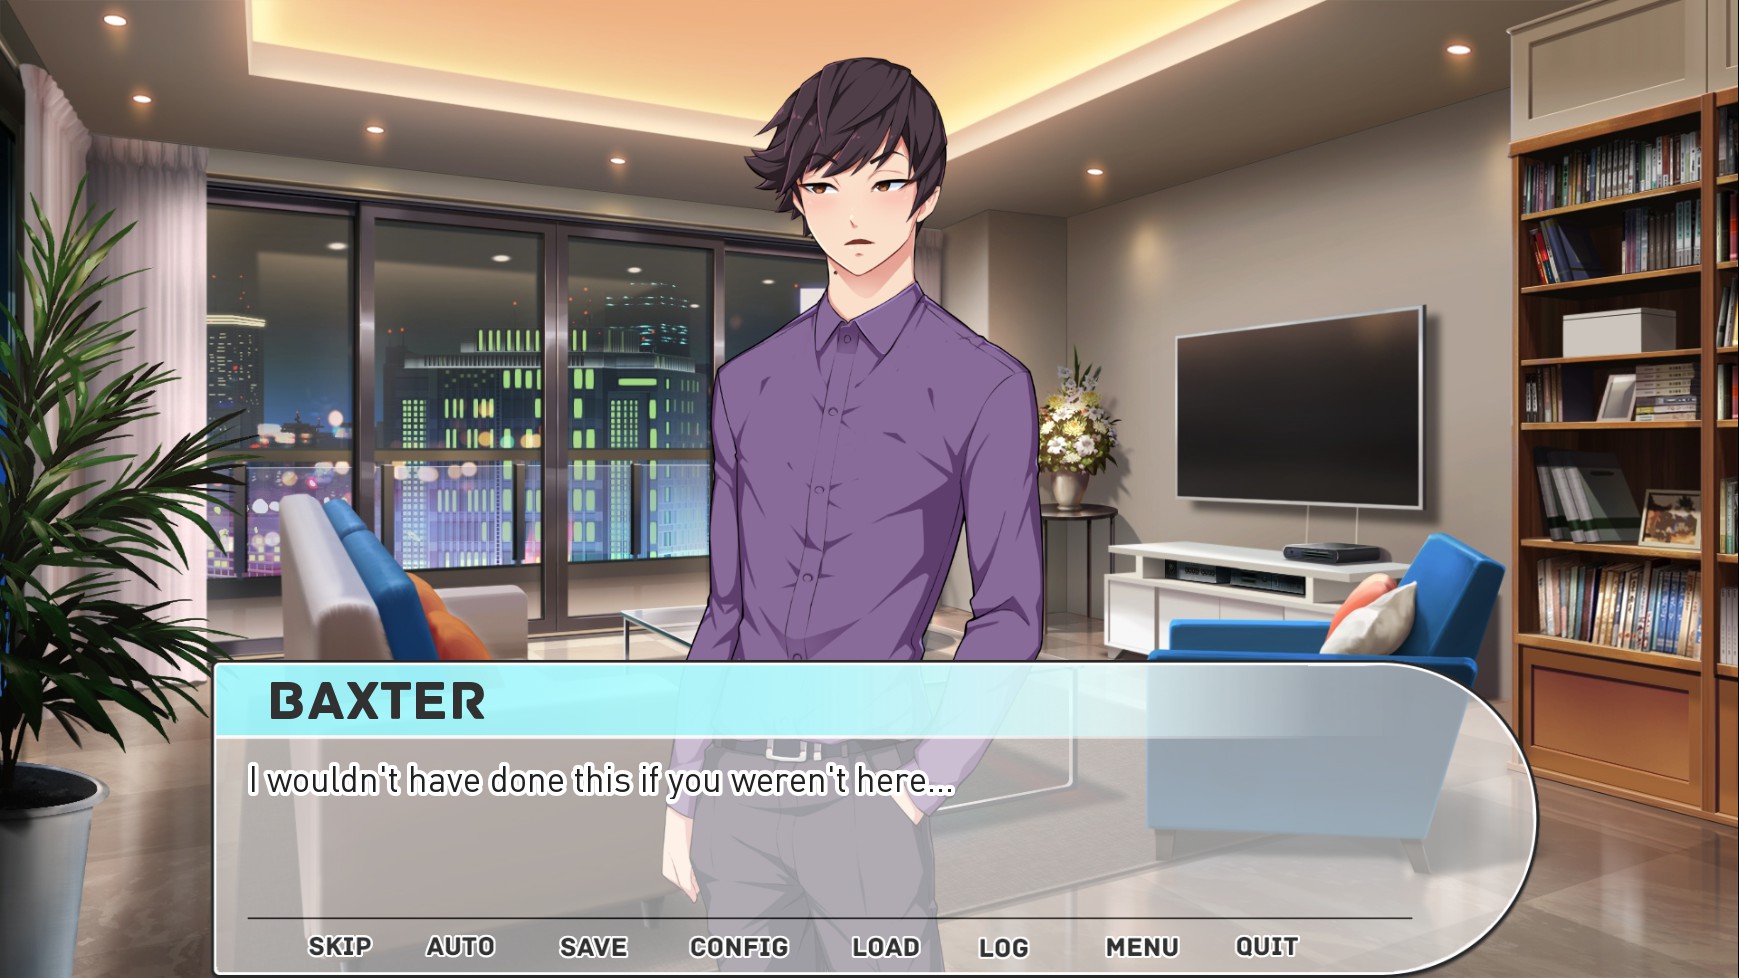 BAXTER
I wouldn't have done this if you weren't here...
SKIP AUTO SAVE CONFIG LOAD LOG MENU QUIT